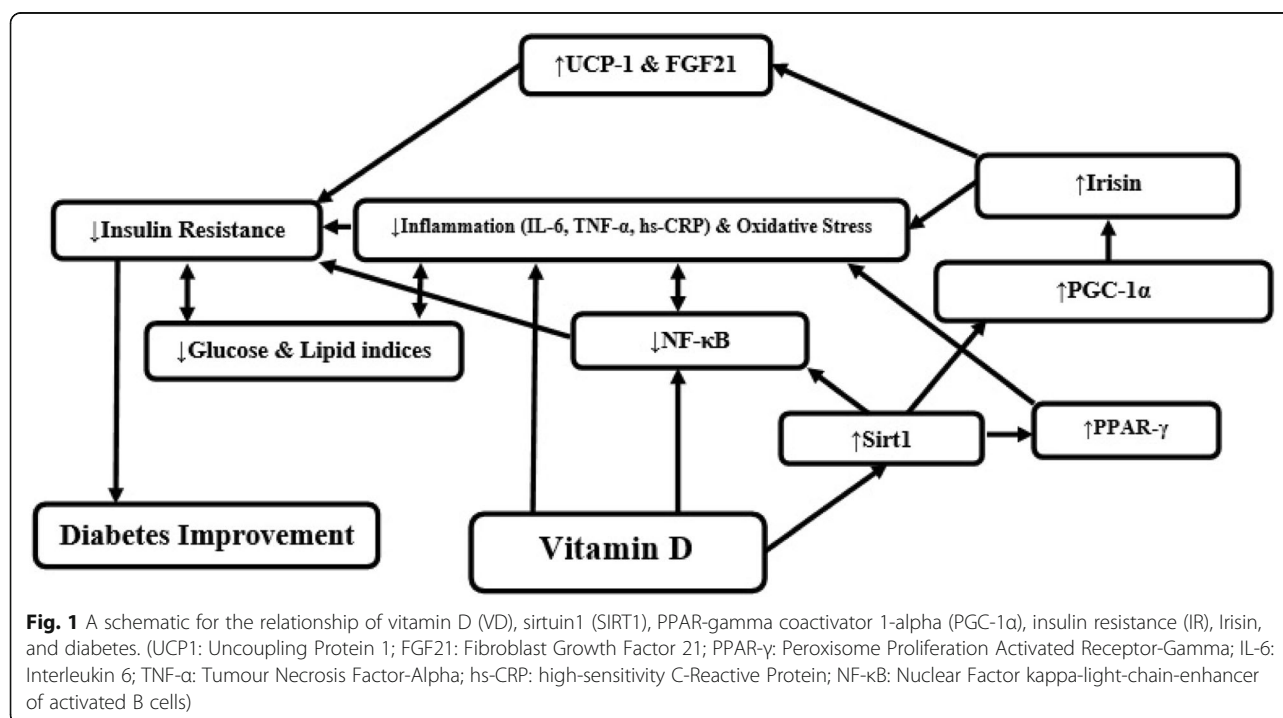 ↑UCP-1 & FGF21
↑Irisin
↓Insulin Resistance
↓Inflammation (IL-6, TNF-α, hs-CRP) & Oxidative Stress
↑PGC-1α
↓Glucose & Lipid indices
↓NF-κB
↑Sirt1
↑PPAR-γ
Diabetes Improvement
Vitamin D
Fig. 1 A schematic for the relationship of vitamin D (VD), sirtuin1 (SIRT1), PPAR-gamma coactivator 1-alpha (PGC-1α), insulin resistance (IR), Irisin,
and diabetes. (UCP1: Uncoupling Protein 1; FGF21: Fibroblast Growth Factor 21; PPAR-γ: Peroxisome Proliferation Activated Receptor-Gamma; IL-6:
Interleukin 6; TNF-α: Tumour Necrosis Factor-Alpha; hs-CRP: high-sensitivity C-Reactive Protein; NF-κB: Nuclear Factor kappa-light-chain-enhancer
of activated B cells)